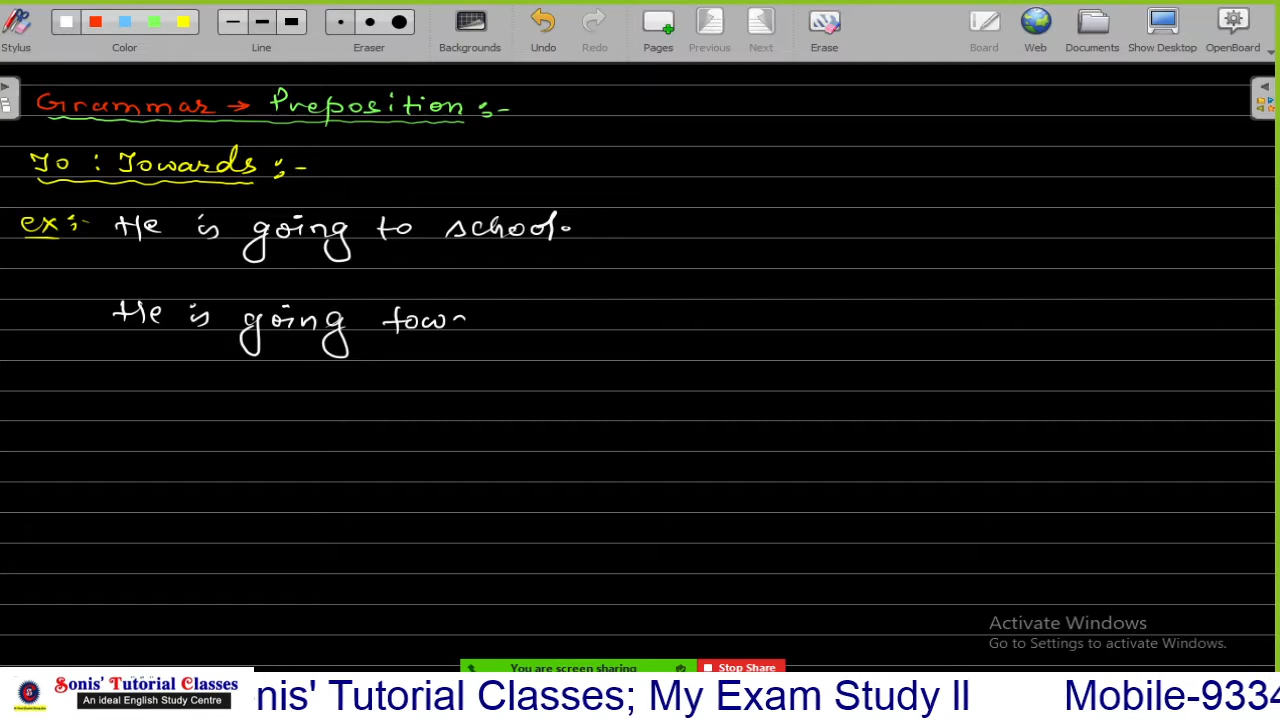 Stylus Color Line Eraser Backgrounds Undo Redo Pages Previous Next Erase Board Web Documents Show Desktop OpenBoard
Grammar → Preposition :-
To : Towards :-
ex :- He is going to school.
He is going tow
Activate Windows
Go to Settings to activate Windows.
You are screen sharing Stop Share
Sonis' Tutorial Classes
An ideal English Study Centre
nis' Tutorial Classes; My Exam Study II Mobile-9334